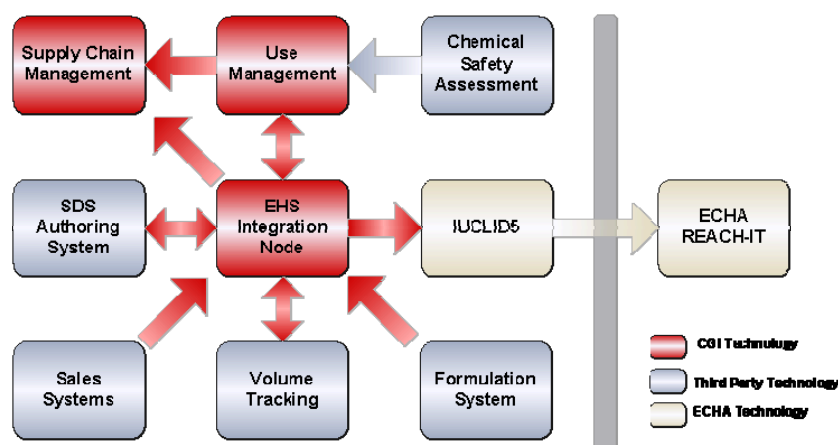 Supply Chain
Management
Use
Management
Chemical
Safety
Assessment
SDS
Authoring
System
EHS
Integration
Node
IUCLID5
ECHA
REACH-IT
Sales
Systems
Volume
Tracking
Formulation
System
CGI Technology
Third Party Technology
ECHA Technology